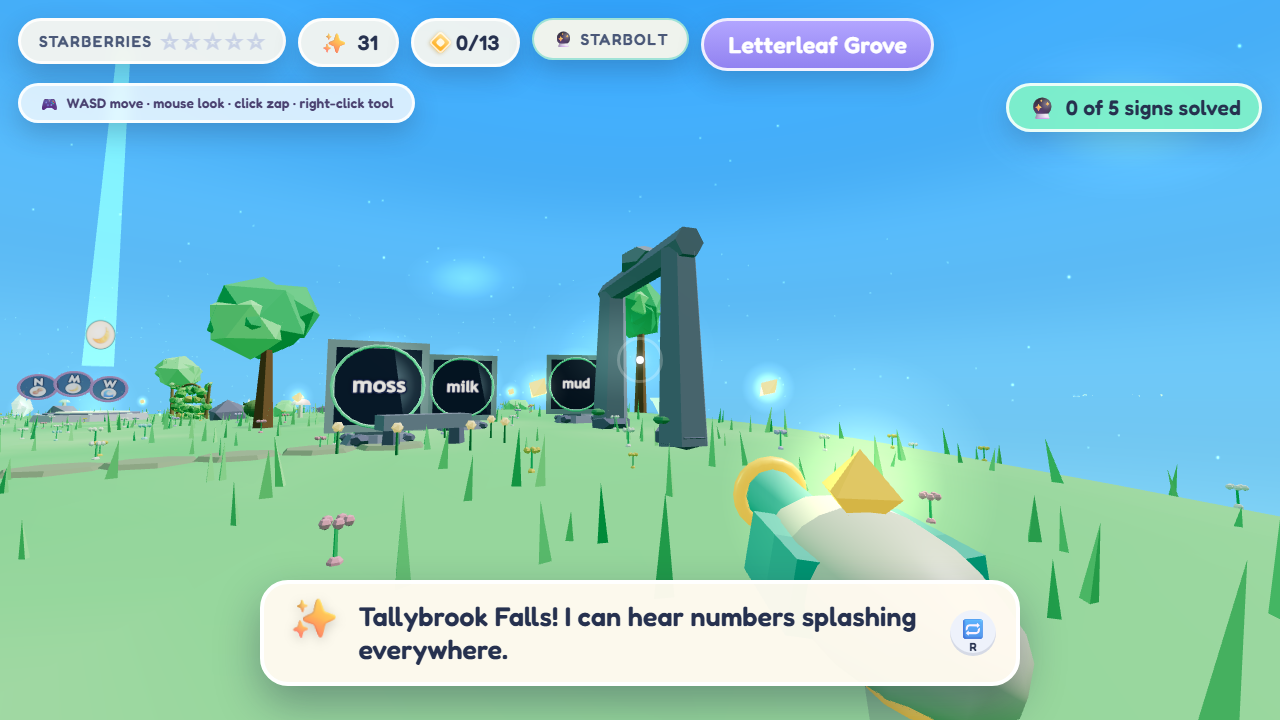 STARBERRIES
31
0/13
STARBOLT
Letterleaf Grove
WASD move · mouse look · click zap · right-click tool
0 of 5 signs solved
N M W
moss
milk
mud
Tallybrook Falls! I can hear numbers splashing
everywhere.
R